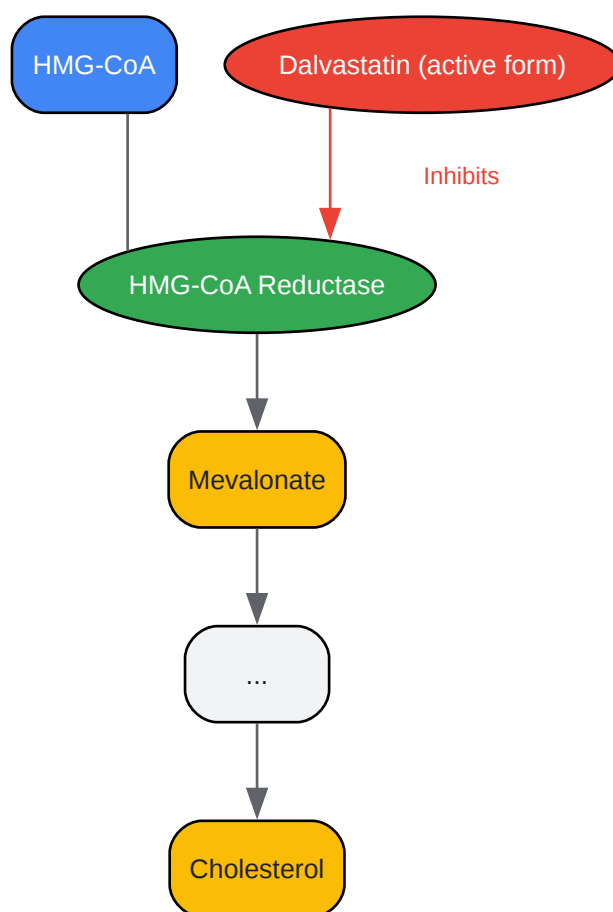 HMG-CoA
Dalvastatin (active form)
Inhibits
HMG-CoA Reductase
Mevalonate
...
Cholesterol